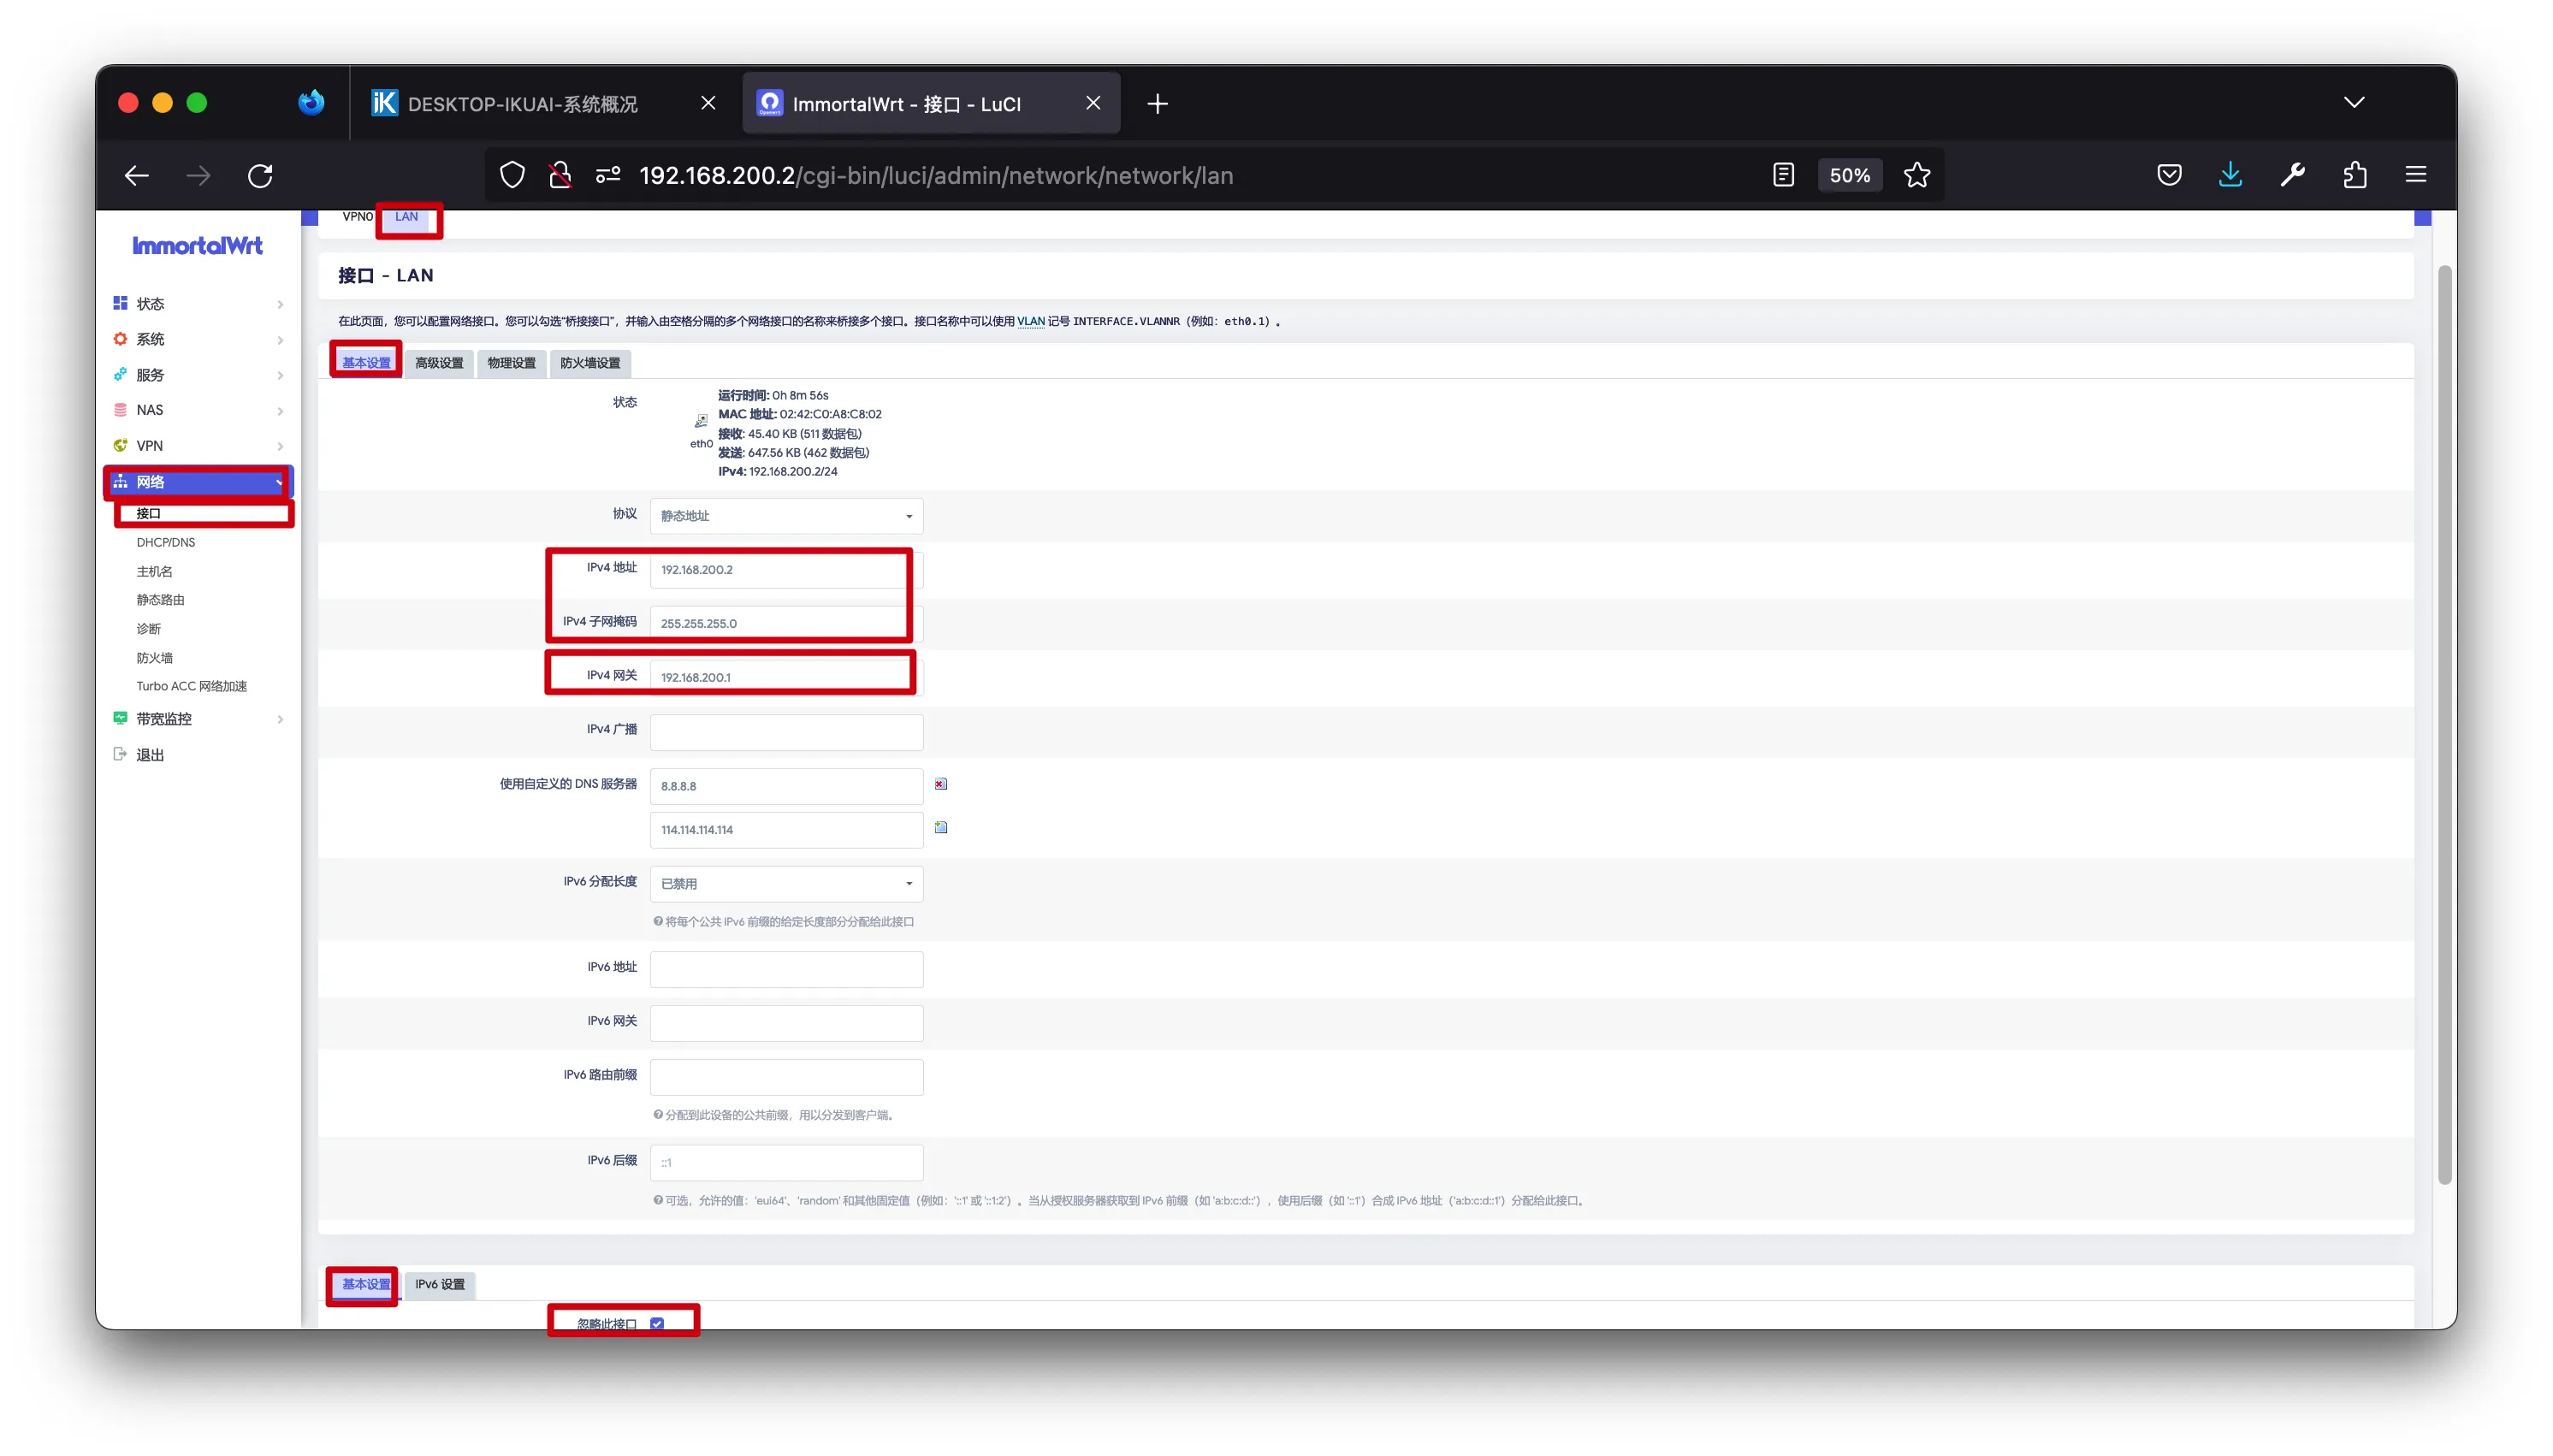 DESKTOP-IKUAI-系统概况
ImmortalWrt - 接口 - LuCI
192.168.200.2/cgi-bin/luci/admin/network/network/lan
50%
ImmortalWrt
状态
系统
服务
NAS
VPN
网络
接口
DHCP/DNS
主机名
静态路由
诊断
防火墙
Turbo ACC 网络加速
带宽监控
退出
VPN0 LAN
接口 - LAN
在此页面，您可以配置网络接口。您可以勾选“桥接接口”，并输入由空格分隔的多个网络接口的名称来桥接多个接口。接口名称中可以使用 VLAN 记号 INTERFACE.VLANNR（例如：eth0.1）。
基本设置 高级设置 物理设置 防火墙设置
状态
eth0
运行时间: 0h 8m 56s
MAC 地址: 02:42:C0:A8:C8:02
接收: 45.40 KB (511 数据包)
发送: 647.56 KB (462 数据包)
IPv4: 192.168.200.2/24
协议 静态地址
IPv4 地址 192.168.200.2
IPv4 子网掩码 255.255.255.0
IPv4 网关 192.168.200.1
IPv4 广播
使用自定义的 DNS 服务器 8.8.8.8
114.114.114.114
IPv6 分配长度 已禁用
将每个公共 IPv6 前缀的给定长度部分分配给此接口
IPv6 地址
IPv6 网关
IPv6 路由前缀
分配到此设备的公共前缀，用以分发到客户端。
IPv6 后缀 ::1
可选，允许的值：'eui64'、'random' 和其他固定值（例如：'::1' 或 '::1:2'）。当从授权服务器获取到 IPv6 前缀（如 'a:b:c:d::'），使用后缀（如 '::1'）合成 IPv6 地址（'a:b:c:d::1'）分配给此接口。
基本设置 IPv6 设置
忽略此接口